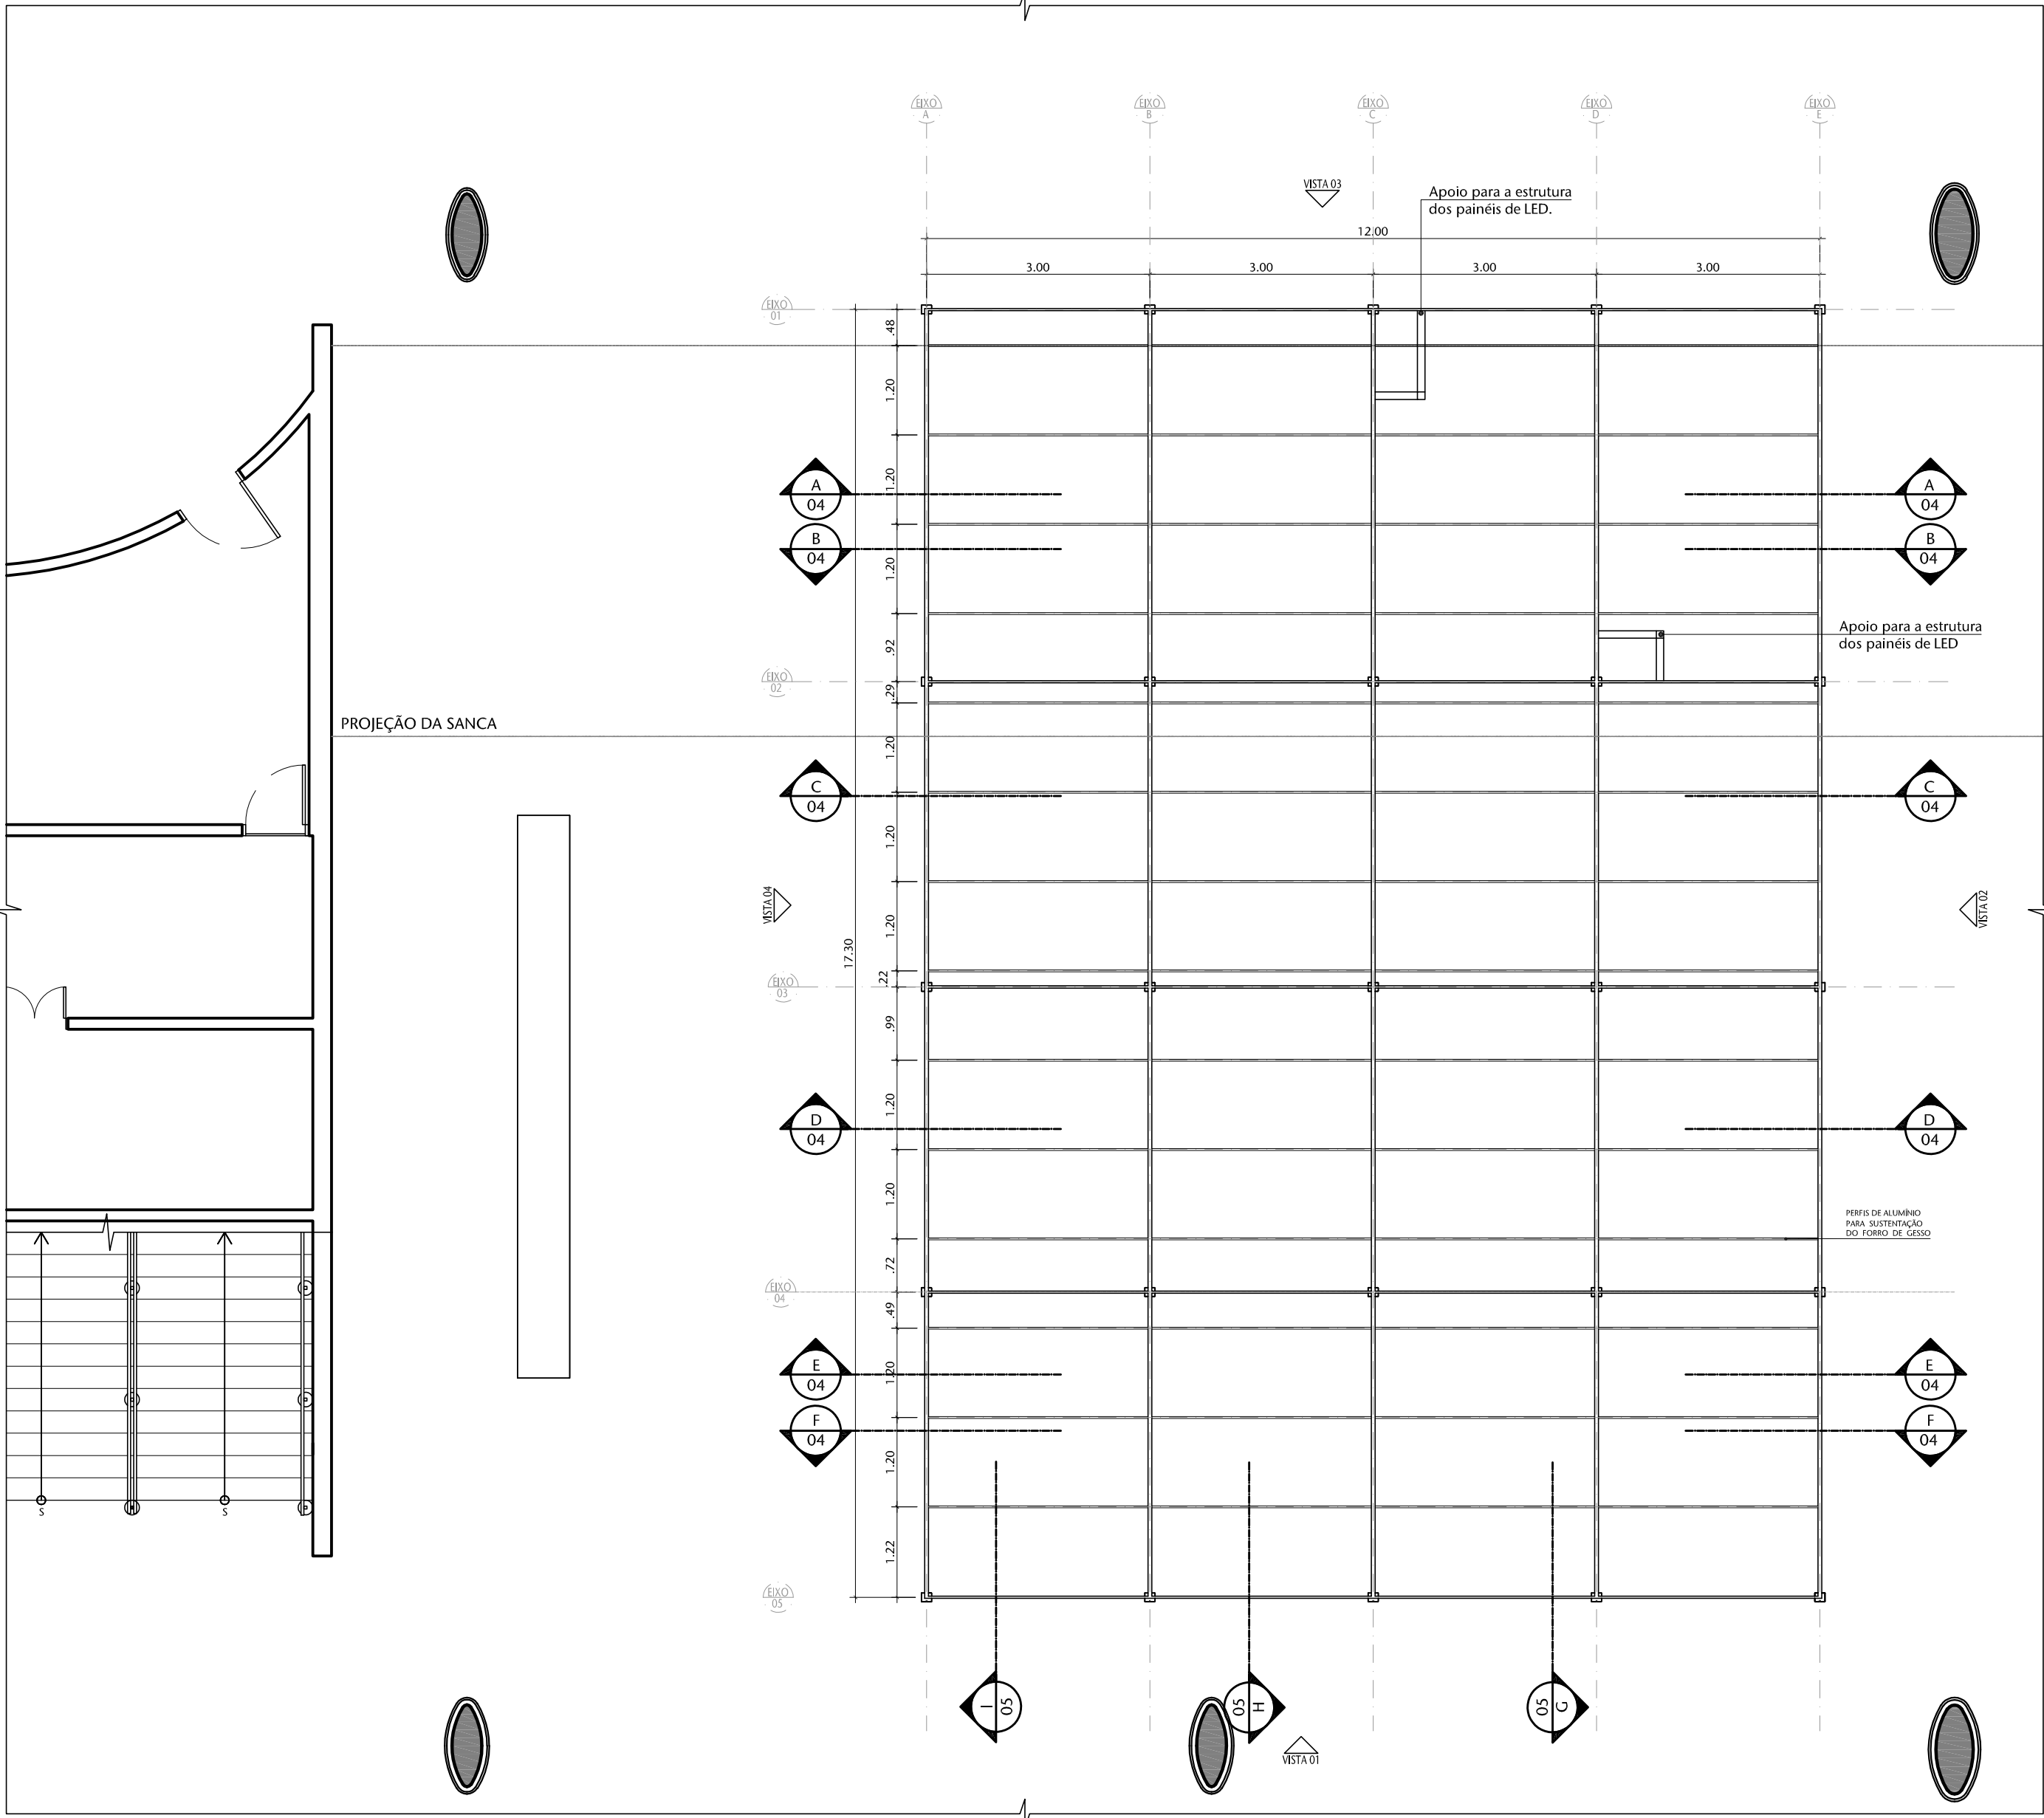 EIXO
A
EIXO
B
EIXO
C
EIXO
D
EIXO
E
VISTA 03
Apoio para a estrutura
dos painéis de LED.
12.00
3.00
3.00
3.00
3.00
EIXO
01
.48
1.20
1.20
1.20
.92
A
04
A
04
B
04
B
04
Apoio para a estrutura
dos painéis de LED
EIXO
02
.29
PROJEÇÃO DA SANCA
1.20
C
04
C
04
1.20
VISTA 04
VISTA 02
1.20
17.30
.22
EIXO
03
.99
1.20
D
04
D
04
1.20
PERFIS DE ALUMÍNIO
PARA SUSTENTAÇÃO
DO FORRO DE GESSO
.72
EIXO
04
.49
1.20
E
04
E
04
F
04
F
04
1.20
S
S
1.22
EIXO
05
I
05
05
H
05
G
VISTA 01